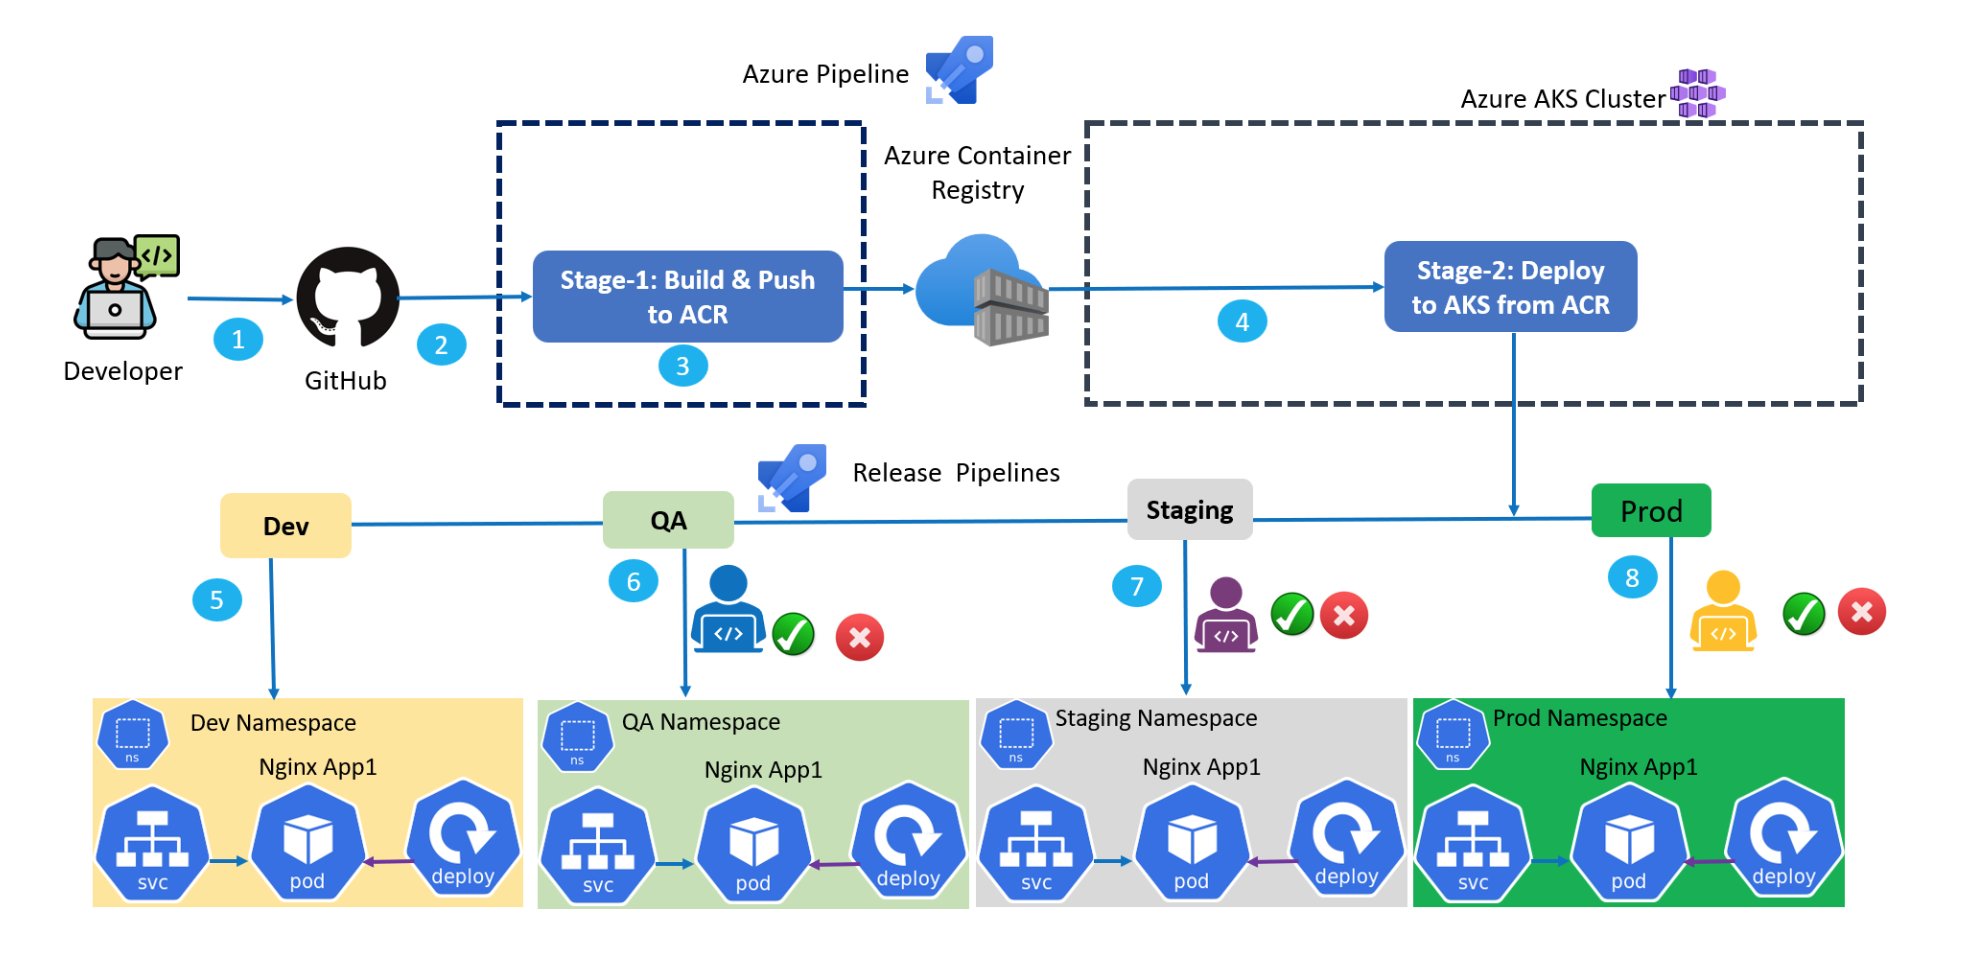 Azure Pipeline
Azure AKS Cluster
Azure Container
Registry
</>
Stage-1: Build & Push
to ACR
Stage-2: Deploy
to AKS from ACR
1
2
3
4
Developer
GitHub
Release Pipelines
Dev
QA
Staging
Prod
5
6
7
8
</>
</>
</>
Dev Namespace
ns
Nginx App1
svc
pod
deploy
QA Namespace
ns
Nginx App1
svc
pod
deploy
Staging Namespace
ns
Nginx App1
svc
pod
deploy
Prod Namespace
ns
Nginx App1
svc
pod
deploy